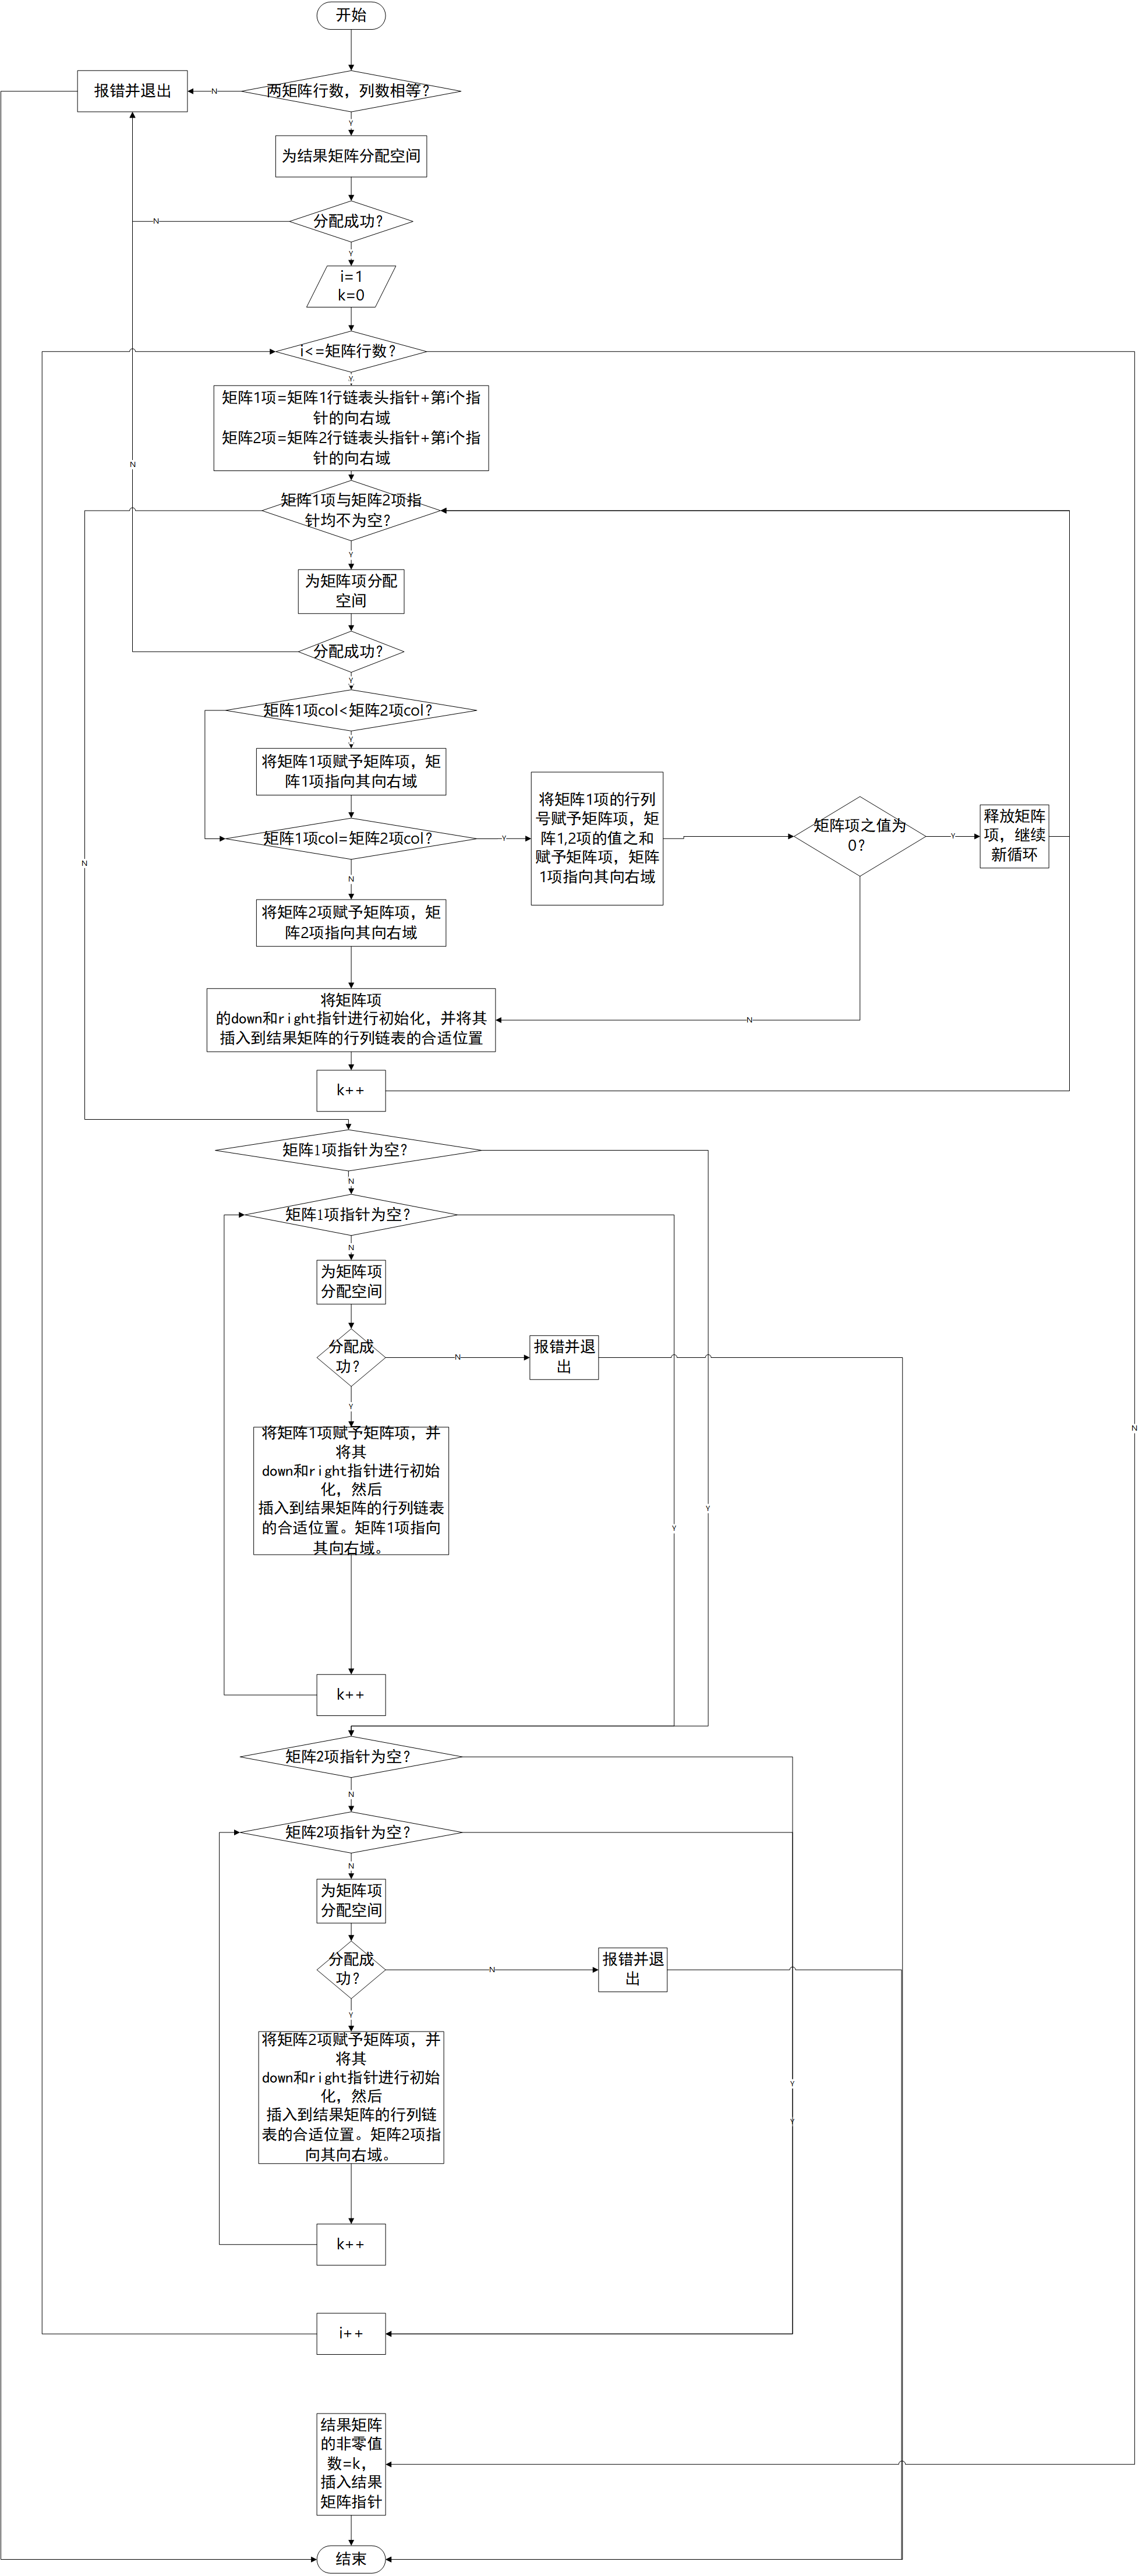 开始
两矩阵行数，列数相等？
N
报错并退出
Y
为结果矩阵分配空间
分配成功？
N
Y
i=1
k=0
i<=矩阵行数？
Y
矩阵1项=矩阵1行链表头指针+第i个指
针的向右域
矩阵2项=矩阵2行链表头指针+第i个指
针的向右域
N
矩阵1项与矩阵2项指
针均不为空？
Y
为矩阵项分配
空间
分配成功？
Y
矩阵1项col<矩阵2项col？
Y
将矩阵1项赋予矩阵项，矩
阵1项指向其向右域
矩阵1项col=矩阵2项col？
Y
将矩阵1项的行列
号赋予矩阵项，矩
阵1,2项的值之和
赋予矩阵项，矩阵
1项指向其向右域
矩阵项之值为
0？
Y
释放矩阵
项，继续
新循环
N
N
将矩阵2项赋予矩阵项，矩
阵2项指向其向右域
将矩阵项
的down和right指针进行初始化，并将其
插入到结果矩阵的行列链表的合适位置
N
k++
矩阵1项指针为空？
N
矩阵1项指针为空？
N
为矩阵项
分配空间
分配成
功？
N
报错并退
出
Y
将矩阵1项赋予矩阵项，并
将其
down和right指针进行初始
化，然后
插入到结果矩阵的行列链表
的合适位置。矩阵1项指向
其向右域。
N
Y
Y
k++
矩阵2项指针为空？
N
矩阵2项指针为空？
N
为矩阵项
分配空间
分配成
功？
N
报错并退
出
Y
将矩阵2项赋予矩阵项，并
将其
down和right指针进行初始
化，然后
插入到结果矩阵的行列链
表的合适位置。矩阵2项指
向其向右域。
Y
Y
k++
i++
结果矩阵
的非零值
数=k，
插入结果
矩阵指针
结束